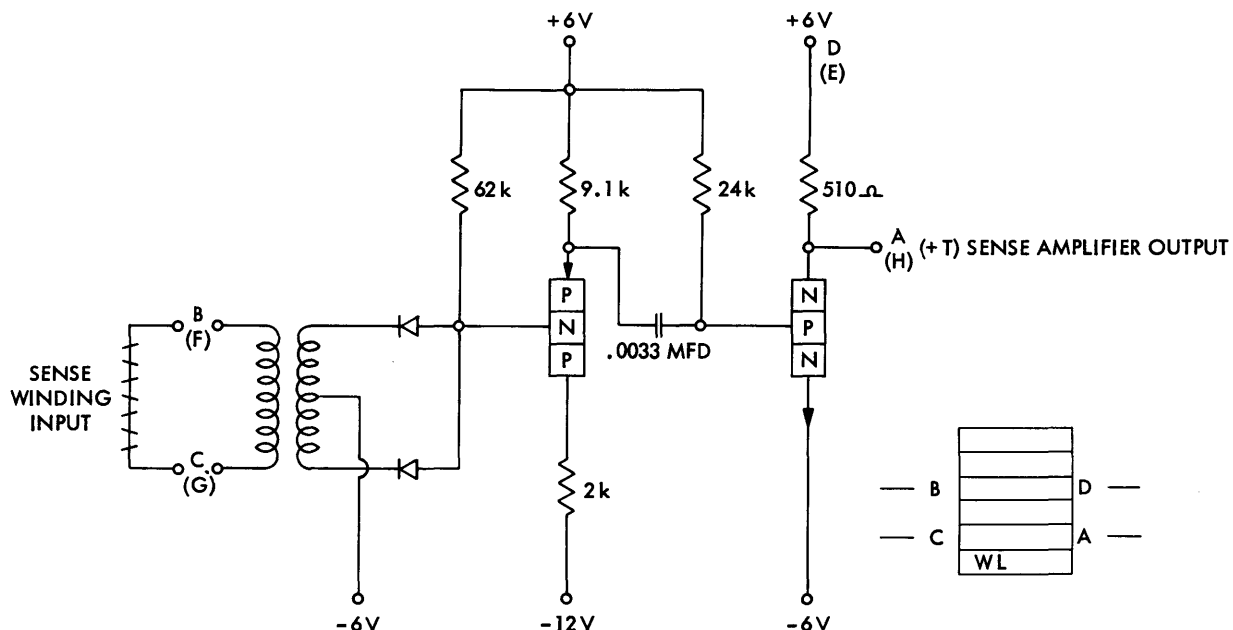 +6V
+6V
D
(E)
62k
9.1k
24k
510Ω
A
(H)
(+T) SENSE AMPLIFIER OUTPUT
P
N
P
N
P
N
.0033 MFD
B
(F)
SENSE
WINDING
INPUT
C
(G)
2k
B
D
C
A
WL
-6V
-12V
-6V